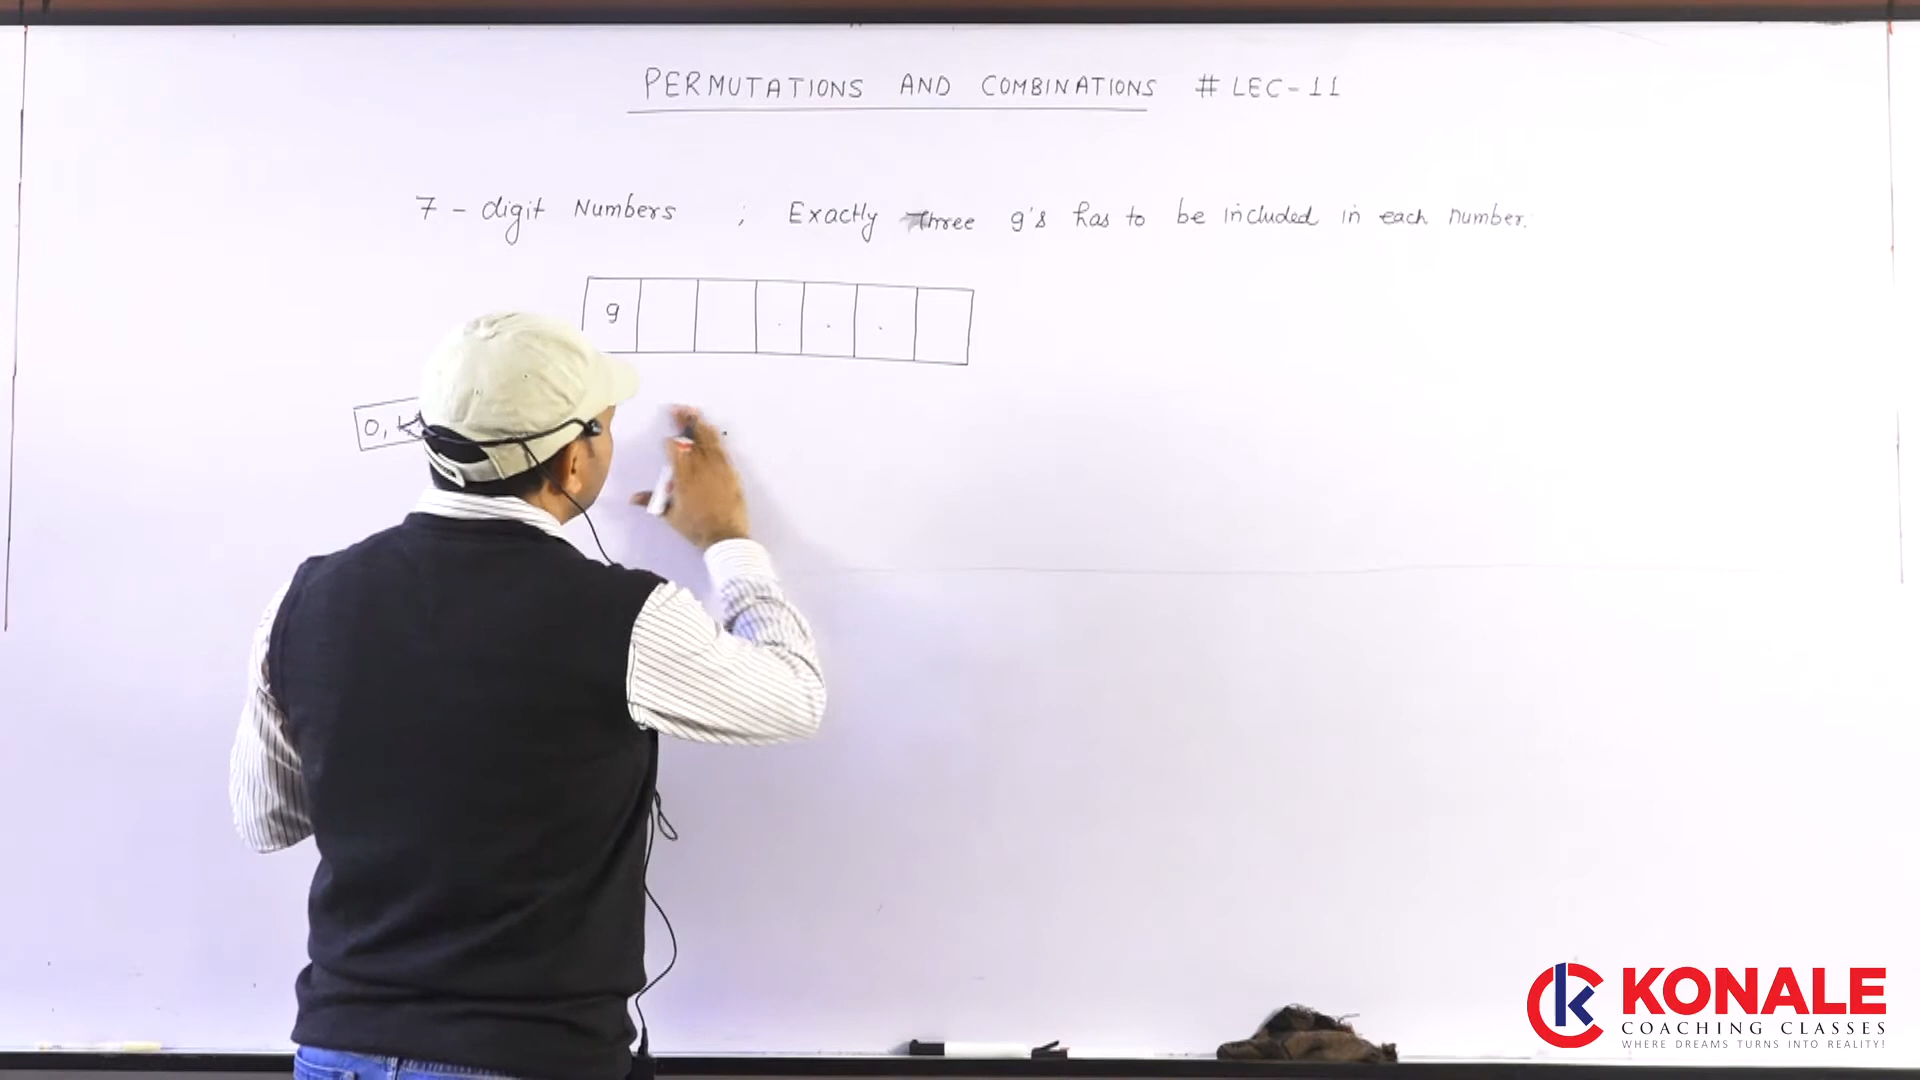 PERMUTATIONS AND COMBINATIONS # LEC-11
7 - digit Numbers ; Exactly Three 9's has to be included in each number.
9
0,
KONALE
COACHING CLASSES
WHERE DREAMS TURNS INTO REALITY!